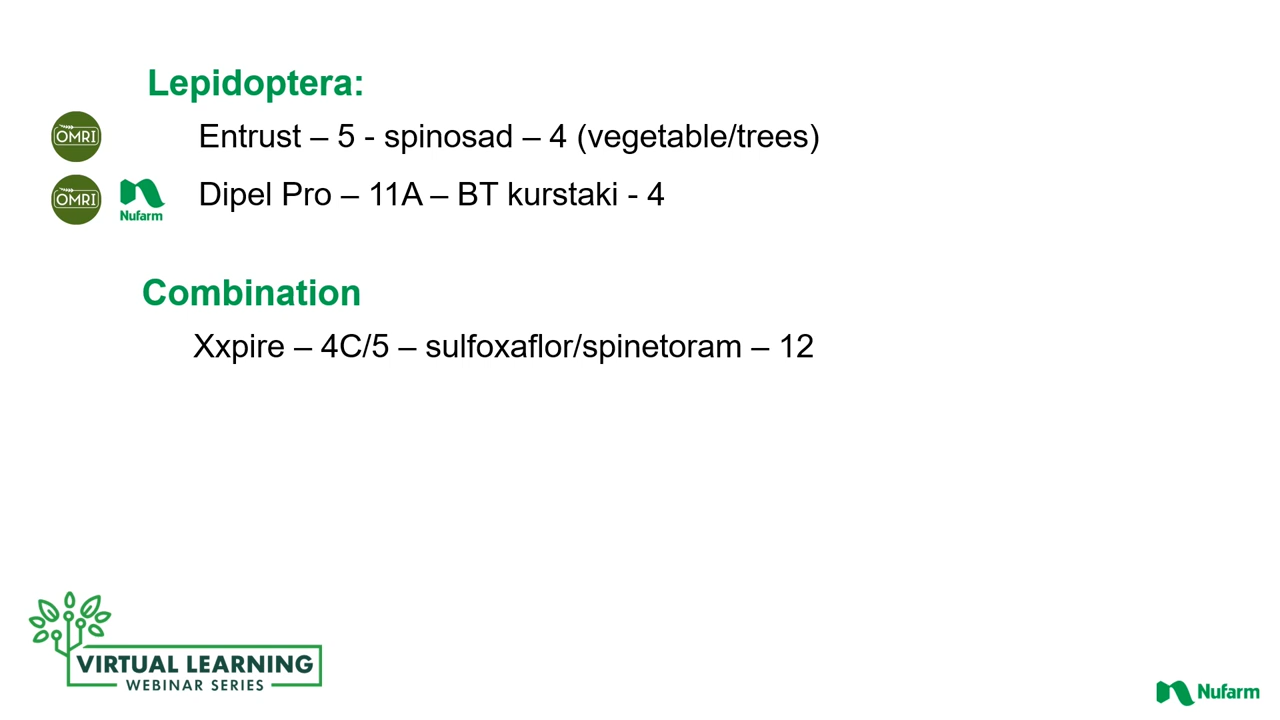 Lepidoptera:
OMRI Entrust – 5 - spinosad – 4 (vegetable/trees)
OMRI Nufarm Dipel Pro – 11A – BT kurstaki - 4
Combination
Xxpire – 4C/5 – sulfoxaflor/spinetoram – 12
VIRTUAL LEARNING
WEBINAR SERIES
Nufarm